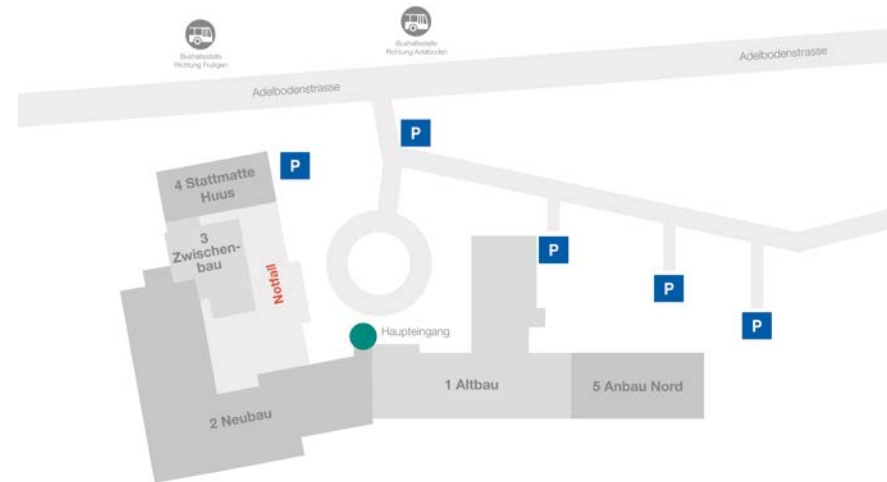 Bushaltestelle
Richtung Frutigen
Bushaltestelle
Richtung Adelboden
Adelbodenstrasse
Adelbodenstrasse
P
P
4 Stattmatte
Huus
3
Zwischen-
bau
Notfall
P
P
P
Haupteingang
1 Altbau
5 Anbau Nord
2 Neubau